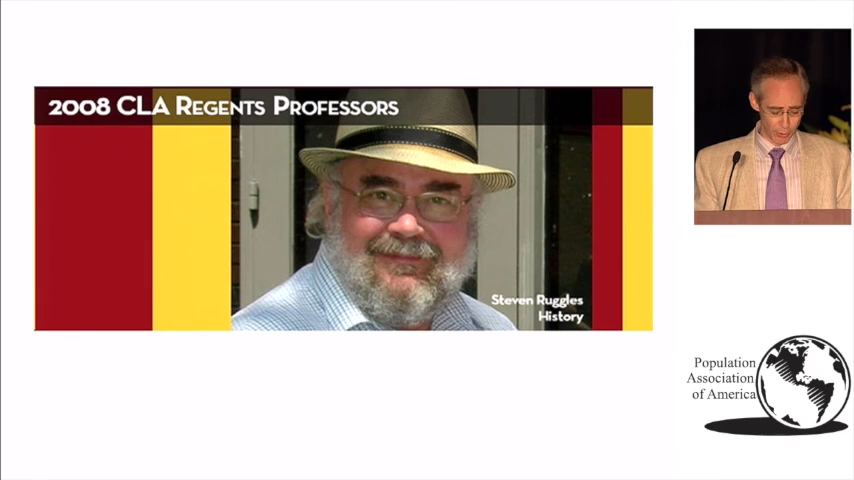 2008 CLA Regents Professors
Steven Ruggles
History
Population
Association
of America